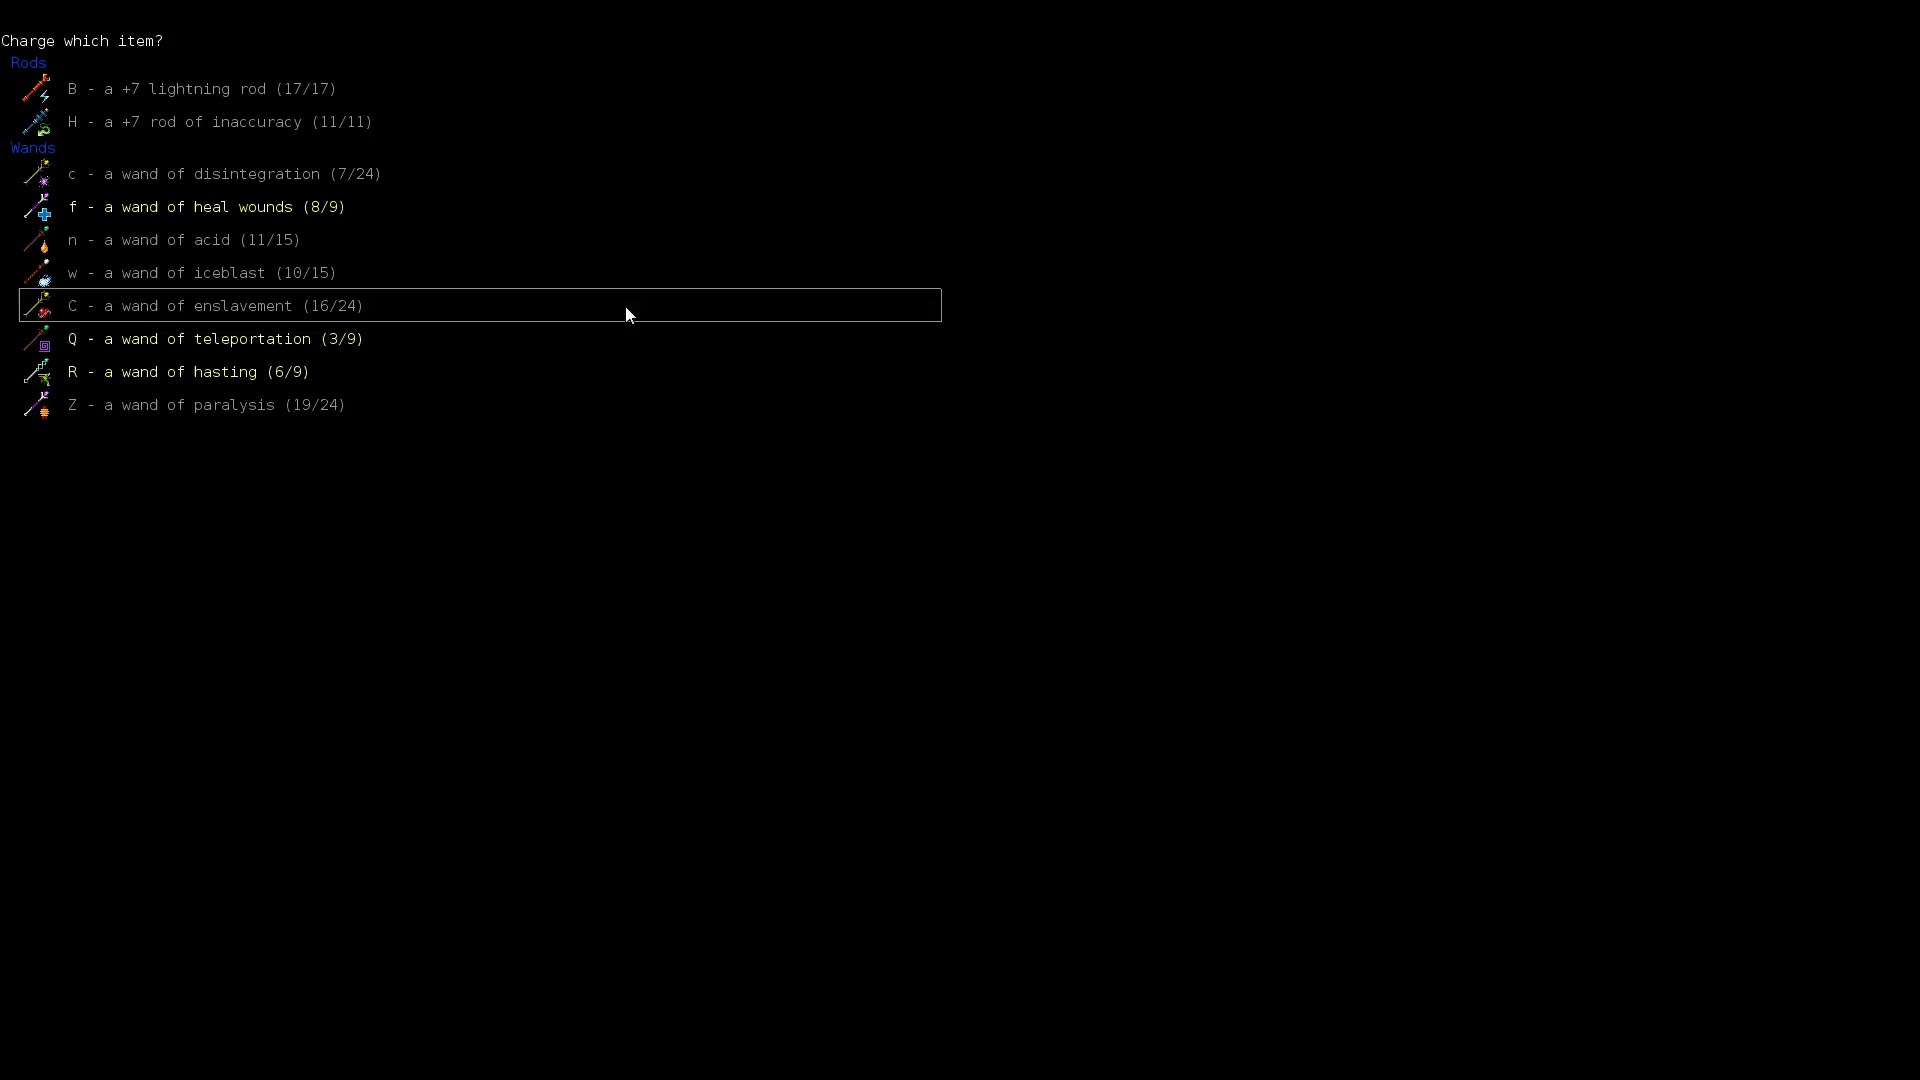 Charge which item?
Rods
B - a +7 lightning rod (17/17)
H - a +7 rod of inaccuracy (11/11)
Wands
c - a wand of disintegration (7/24)
f - a wand of heal wounds (8/9)
n - a wand of acid (11/15)
w - a wand of iceblast (10/15)
C - a wand of enslavement (16/24)
Q - a wand of teleportation (3/9)
R - a wand of hasting (6/9)
Z - a wand of paralysis (19/24)